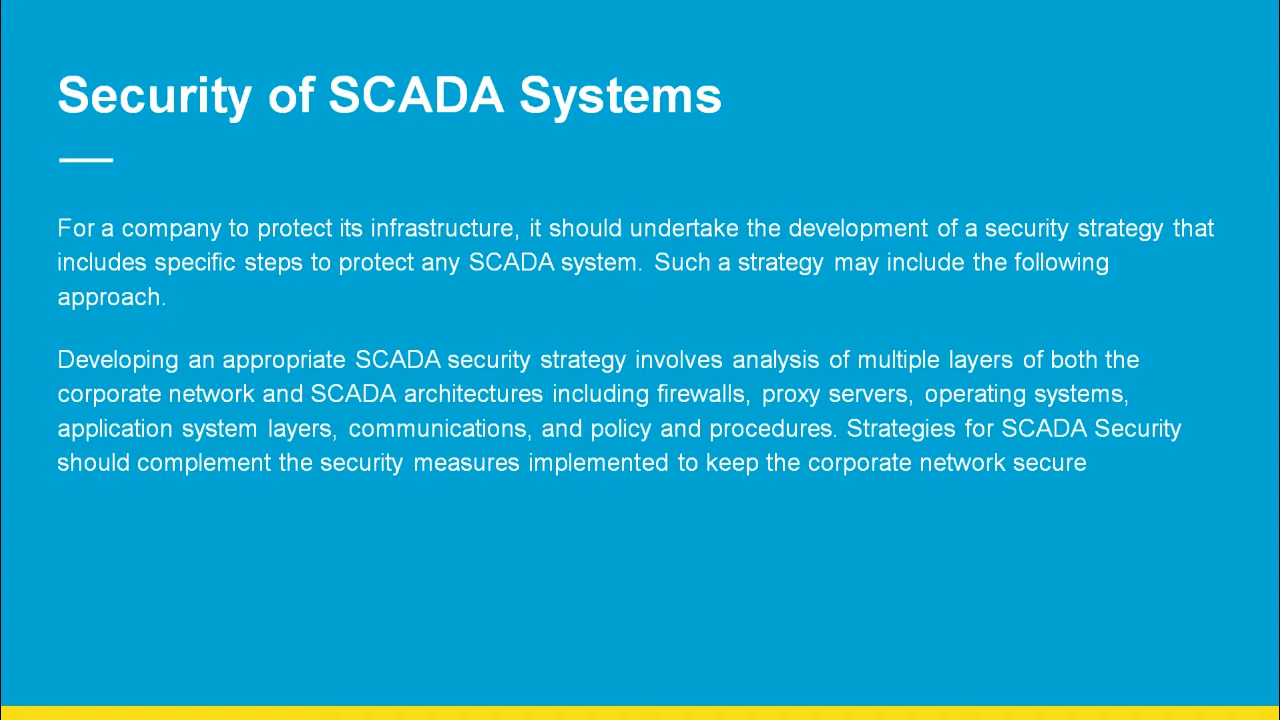 Security of SCADA Systems
For a company to protect its infrastructure, it should undertake the development of a security strategy that
includes specific steps to protect any SCADA system. Such a strategy may include the following
approach.
Developing an appropriate SCADA security strategy involves analysis of multiple layers of both the
corporate network and SCADA architectures including firewalls, proxy servers, operating systems,
application system layers, communications, and policy and procedures. Strategies for SCADA Security
should complement the security measures implemented to keep the corporate network secure